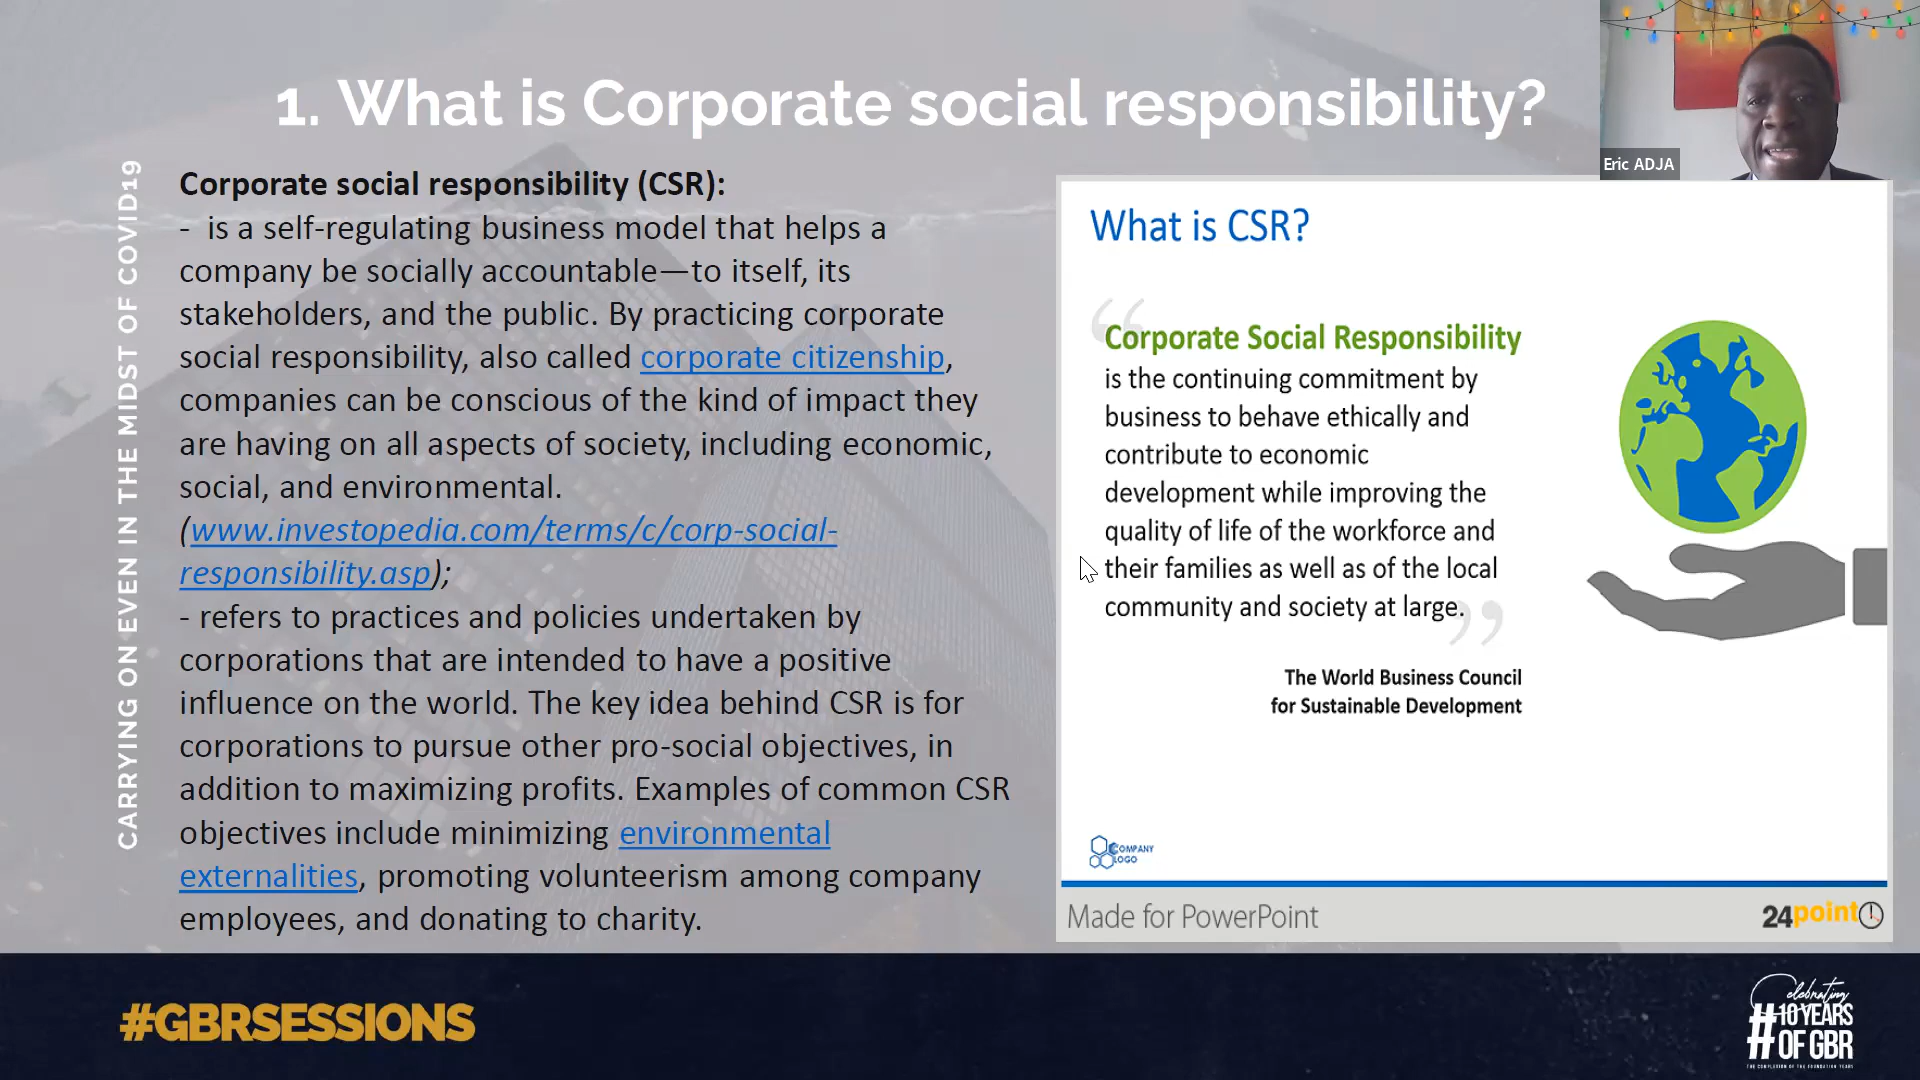 1. What is Corporate social responsibility?
Eric ADJA
CARRYING ON EVEN IN THE MIDST OF COVID19
Corporate social responsibility (CSR):
- is a self-regulating business model that helps a
company be socially accountable—to itself, its
stakeholders, and the public. By practicing corporate
social responsibility, also called corporate citizenship,
companies can be conscious of the kind of impact they
are having on all aspects of society, including economic,
social, and environmental.
(www.investopedia.com/terms/c/corp-social-
responsibility.asp);
- refers to practices and policies undertaken by
corporations that are intended to have a positive
influence on the world. The key idea behind CSR is for
corporations to pursue other pro-social objectives, in
addition to maximizing profits. Examples of common CSR
objectives include minimizing environmental
externalities, promoting volunteerism among company
employees, and donating to charity.
What is CSR?
“Corporate Social Responsibility
is the continuing commitment by
business to behave ethically and
contribute to economic
development while improving the
quality of life of the workforce and
their families as well as of the local
community and society at large.”
The World Business Council
for Sustainable Development
COMPANY
LOGO
Made for PowerPoint
24point
#GBRSESSIONS
Celebrating
#10 YEARS
OF GBR
THE COMPLETION OF THE FOUNDATION YEARS